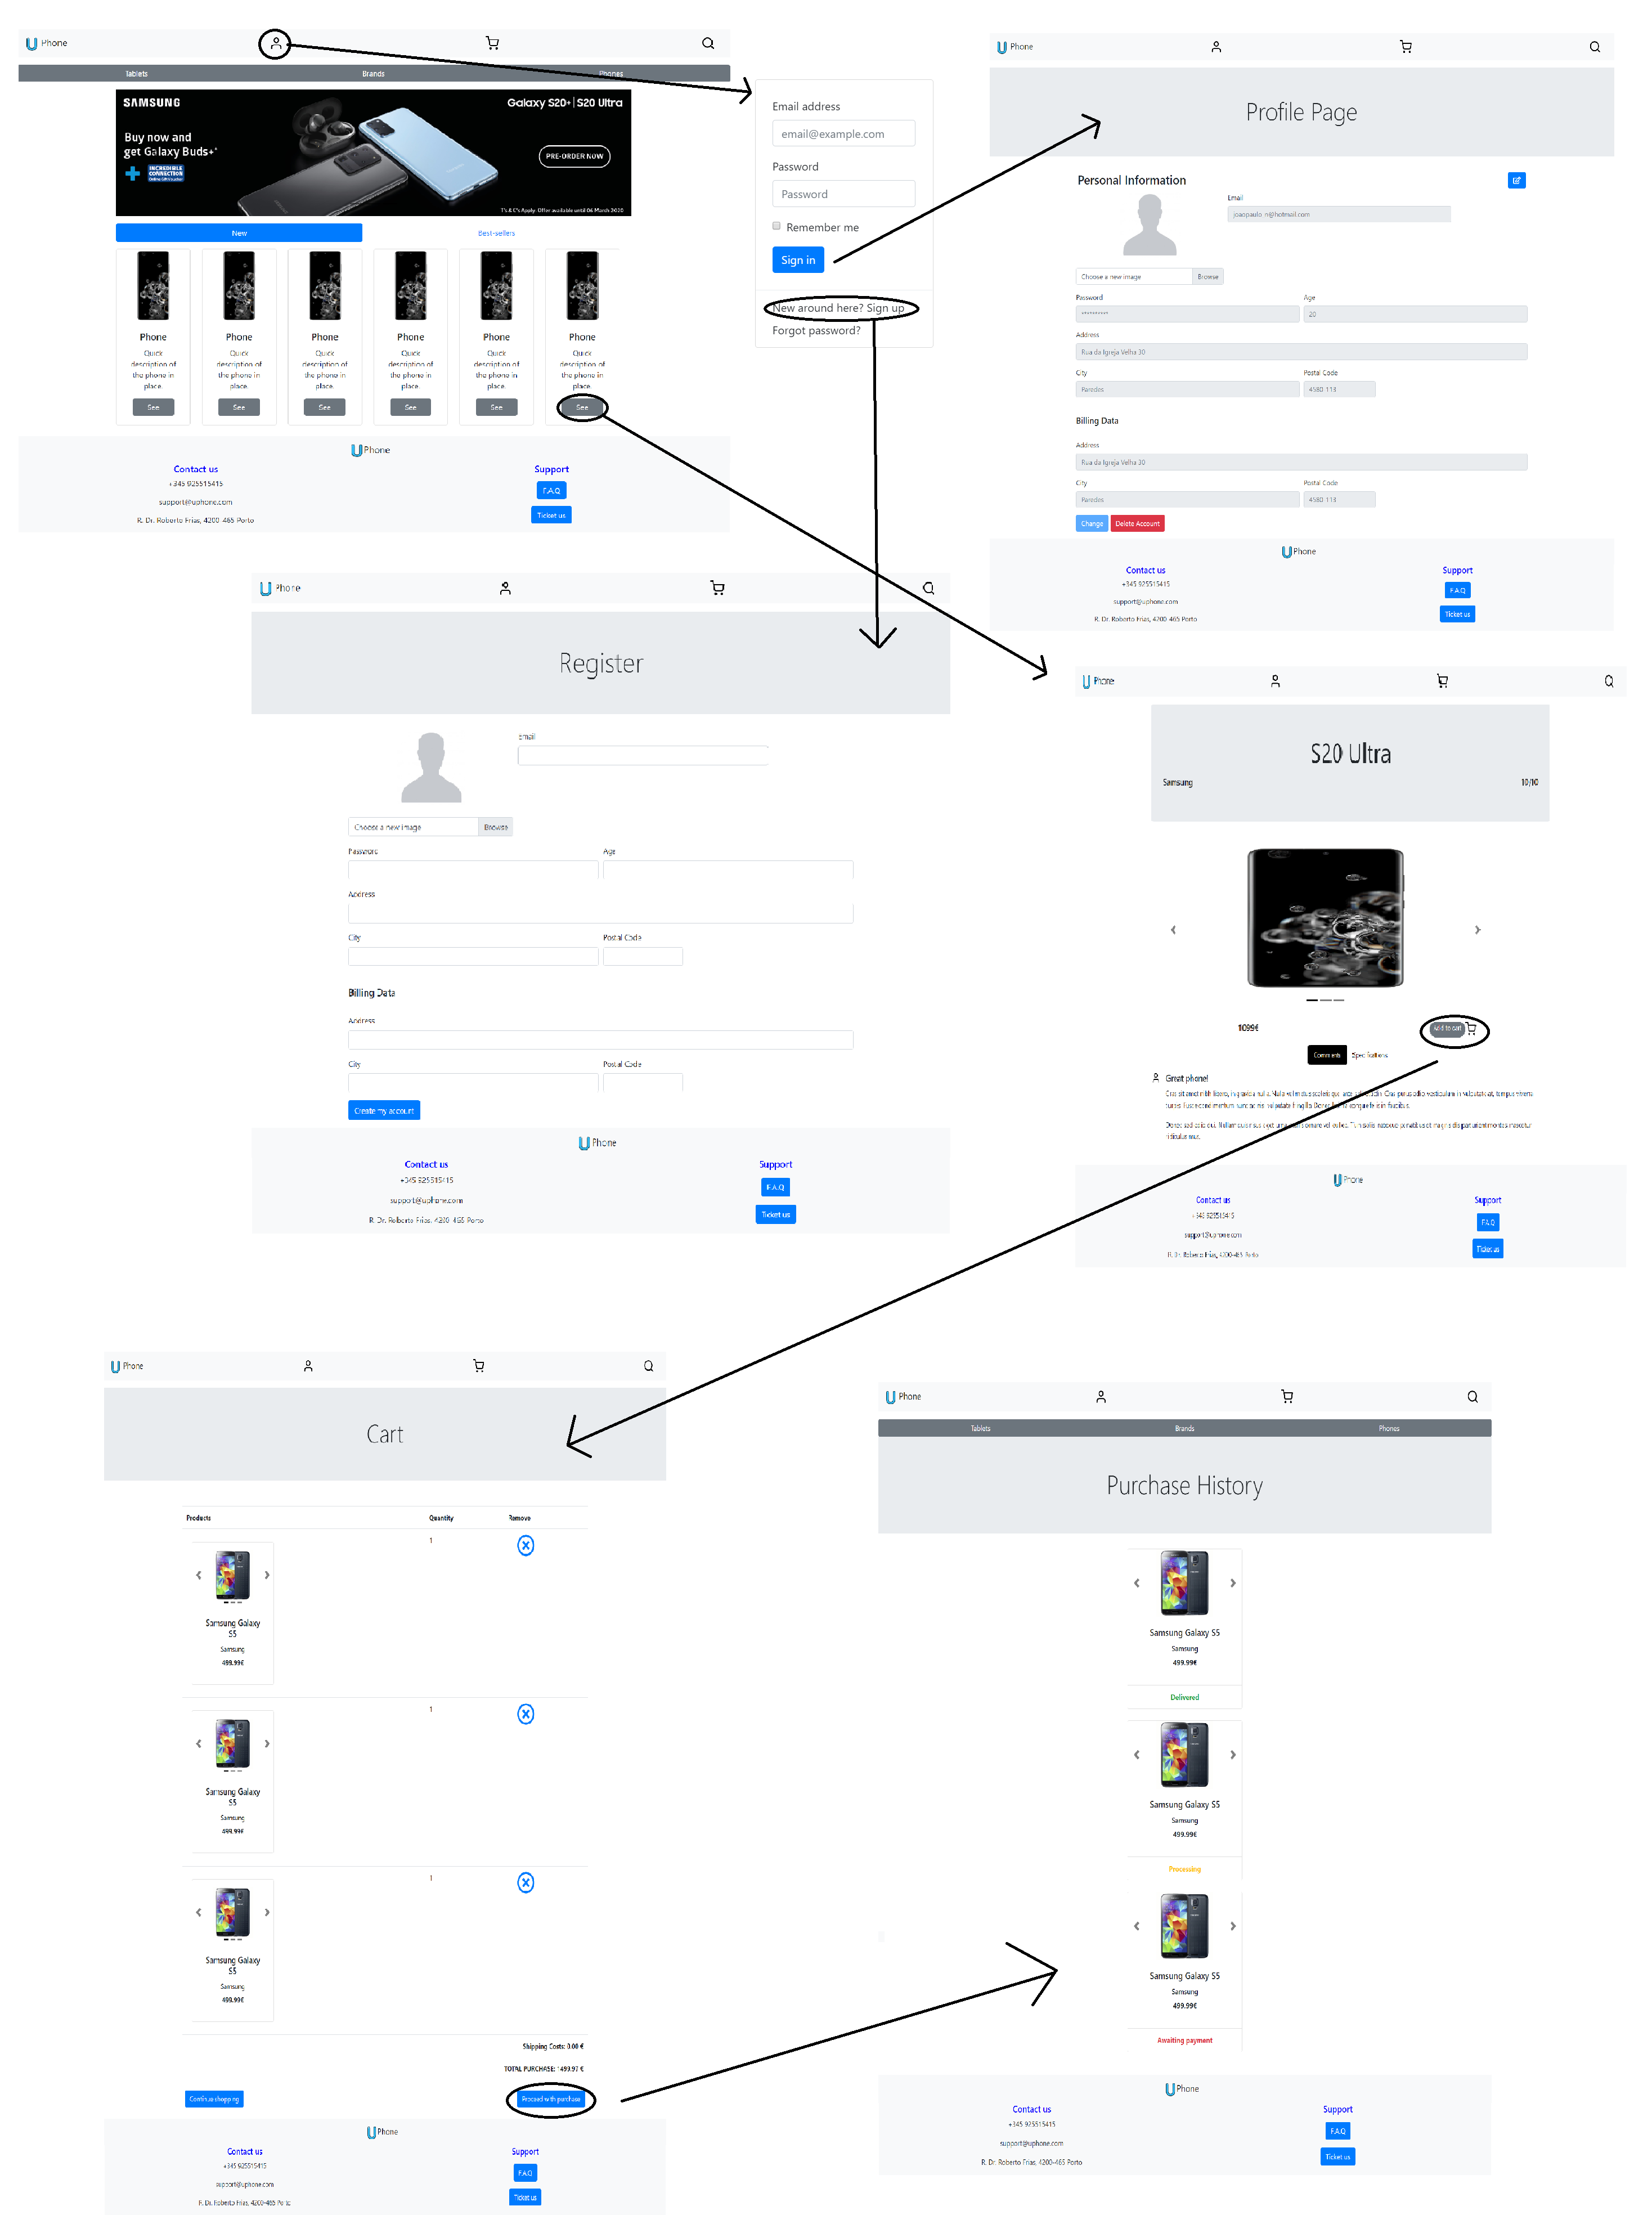 Phone
Tablets
Brands
Phones
SAMSUNG
Galaxy S20+ | S20 Ultra
Buy now and
get Galaxy Buds+*
INCREDIBLE
CONNECTION
PRE-ORDER NOW
T's & C's Apply. Offer available until 06 March 2020
New
Best-sellers
Phone
Quick
description of
the phone in
place.
See
Phone
Quick
description of
the phone in
place.
See
Phone
Quick
description of
the phone in
place.
See
Phone
Quick
description of
the phone in
place.
See
Phone
Quick
description of
the phone in
place.
See
Phone
Quick
description of
the phone in
place.
See
Phone
Contact us
+345 925515415
support@uphone.com
R. Dr. Roberto Frias, 4200-465 Porto
Support
F.A.Q
Ticket us
Email address
email@example.com
Password
Password
Remember me
Sign in
New around here? Sign up
Forgot password?
Phone
Profile Page
Personal Information
Email
joaopaulo_n@hotmail.com
Choose a new image
Browse
Password
**********
Age
20
Address
Rua da Igreja Velha 30
City
Paredes
Postal Code
4580-113
Billing Data
Address
Rua da Igreja Velha 30
City
Paredes
Postal Code
4580-113
Change
Delete Account
Phone
Contact us
+345 925515415
support@uphone.com
R. Dr. Roberto Frias, 4200-465 Porto
Support
F.A.Q
Ticket us
Phone
Register
Email
Choose a new image
Browse
Password
Age
Address
City
Postal Code
Billing Data
Address
City
Postal Code
Create my account
Phone
Contact us
+345 925515415
support@uphone.com
R. Dr. Roberto Frias, 4200-465 Porto
Support
F.A.Q
Ticket us
Phone
S20 Ultra
Samsung
10/10
1099€
Add to cart
Comments
Specifications
Great phone!
Phone
Contact us
+345 925515415
support@uphone.com
R. Dr. Roberto Frias, 4200-465 Porto
Support
F.A.Q
Ticket us
Phone
Cart
Products
Quantity
Remove
1
Samsung Galaxy
S5
Samsung
499.99€
1
Samsung Galaxy
S5
Samsung
499.99€
1
Samsung Galaxy
S5
Samsung
499.99€
Shipping Costs: 0.00 €
TOTAL PURCHASE: 1499.97 €
Continue shopping
Proceed with purchase
Phone
Contact us
+345 925515415
support@uphone.com
R. Dr. Roberto Frias, 4200-465 Porto
Support
F.A.Q
Ticket us
Phone
Tablets
Brands
Phones
Purchase History
Samsung Galaxy S5
Samsung
499.99€
Delivered
Samsung Galaxy S5
Samsung
499.99€
Processing
Samsung Galaxy S5
Samsung
499.99€
Awaiting payment
Phone
Contact us
+345 925515415
support@uphone.com
R. Dr. Roberto Frias, 4200-465 Porto
Support
F.A.Q
Ticket us